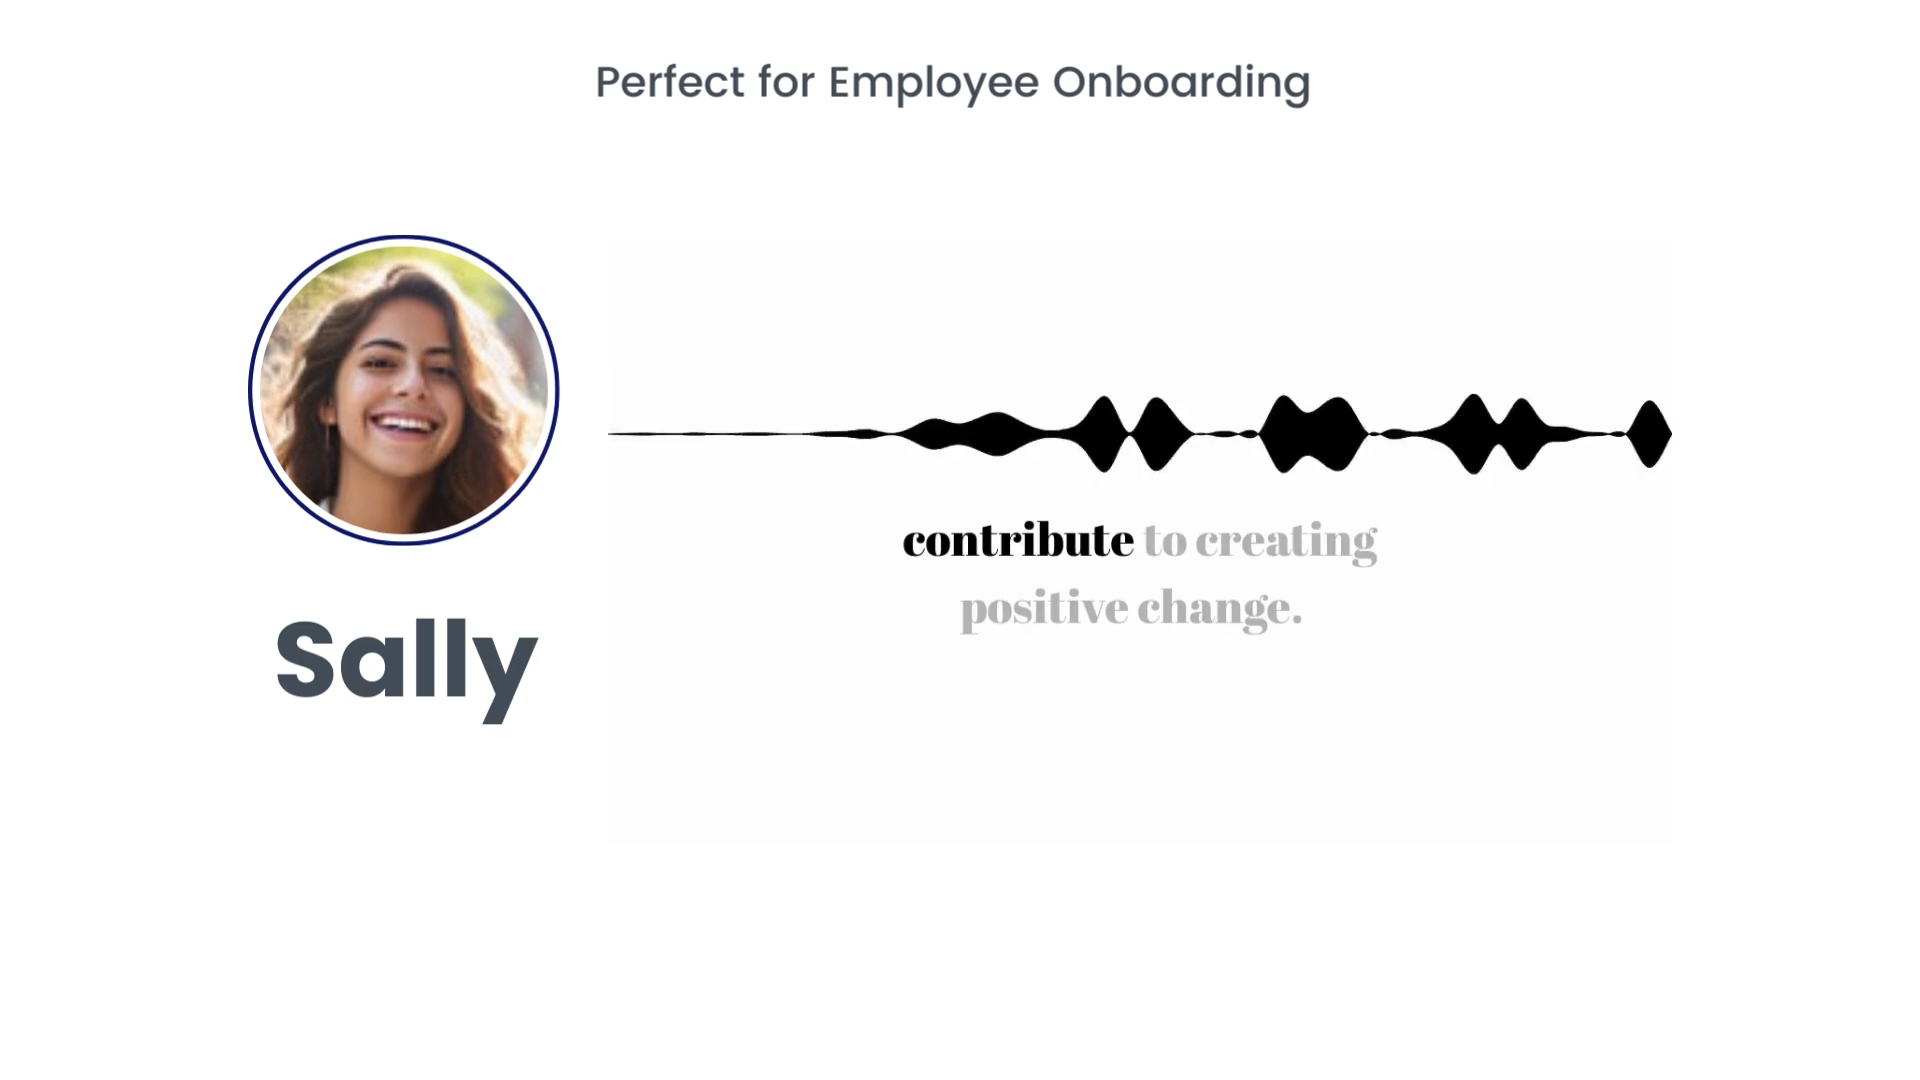 Perfect for Employee Onboarding
Sally
contribute to creating
positive change.